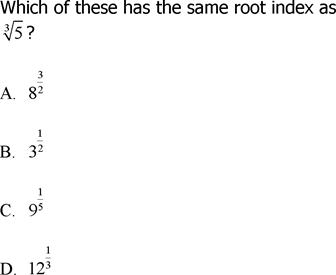 Which of these has the same root index as
∛5?
A. 8^(3/2)
B. 3^(1/2)
C. 9^(1/5)
D. 12^(1/3)